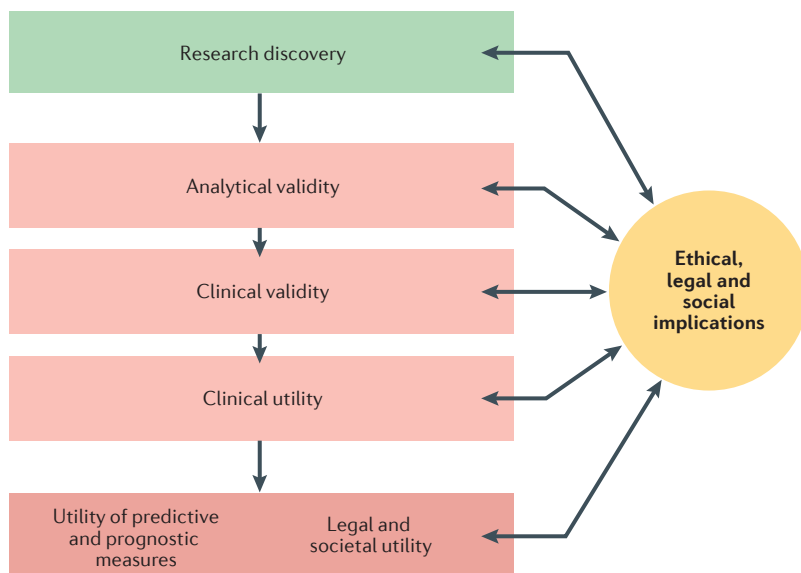 Research discovery
Analytical validity
Clinical validity
Clinical utility
Utility of predictive
and prognostic
measures
Legal and
societal utility
Ethical,
legal and
social
implications